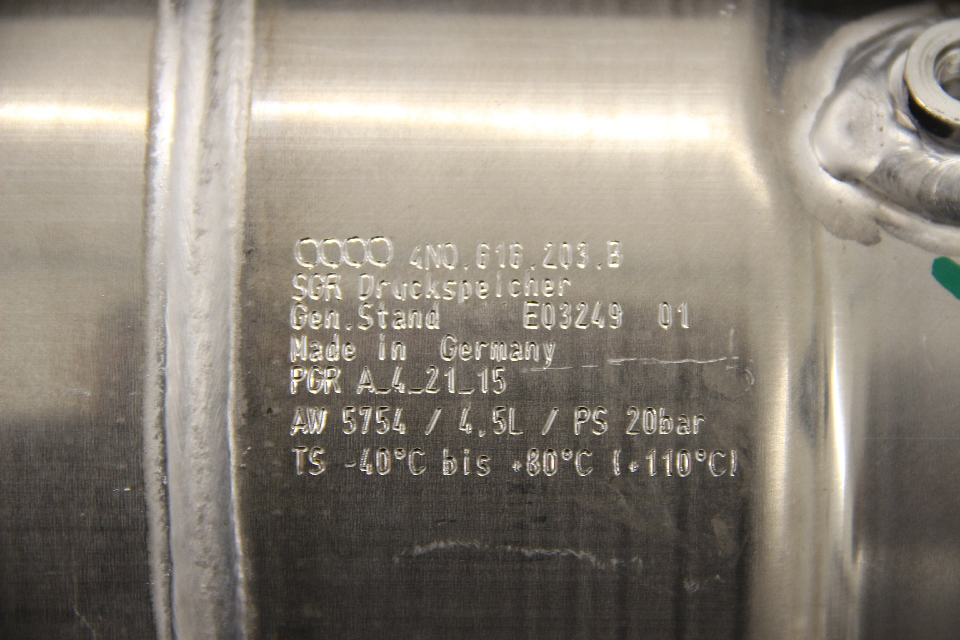 4N0.616.203.B
SGR Druckspeicher
Gen.Stand E03249 01
Made in Germany
PGR A_4_21_15
AW 5754 / 4,5L / PS 20bar
TS -40°C bis +80°C (+110°C)